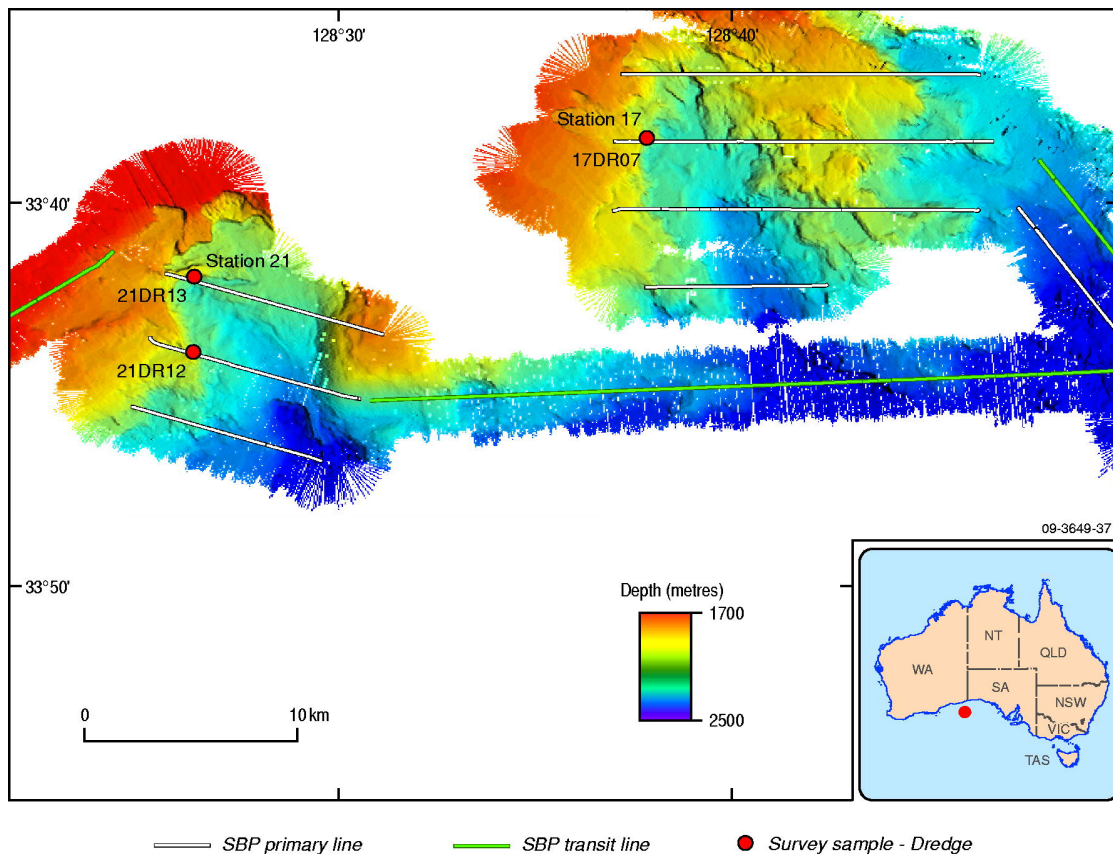 128°30'
128°40'
Station 17
17DR07
33°40'
Station 21
21DR13
21DR12
09-3649-37
33°50'
Depth (metres)
1700
2500
0
10 km
NT
QLD
WA
SA
NSW
VIC
TAS
SBP primary line
SBP transit line
Survey sample - Dredge